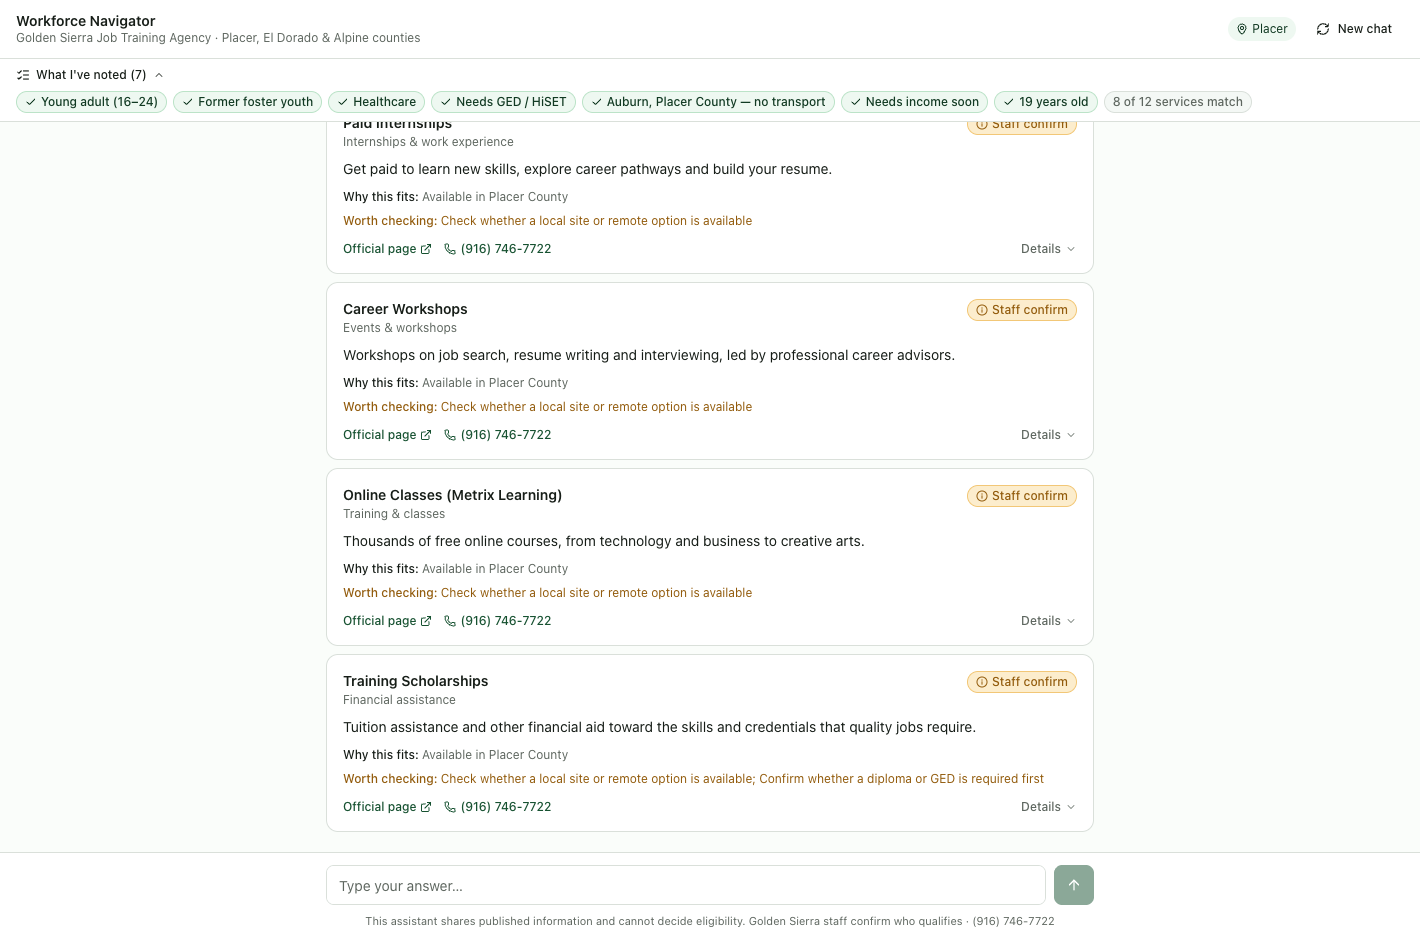 Workforce Navigator
Golden Sierra Job Training Agency · Placer, El Dorado & Alpine counties
Placer
New chat
What I've noted (7)
Young adult (16–24)
Former foster youth
Healthcare
Needs GED / HiSET
Auburn, Placer County — no transport
Needs income soon
19 years old
8 of 12 services match
Paid Internships
Staff confirm
Internships & work experience
Get paid to learn new skills, explore career pathways and build your resume.
Why this fits: Available in Placer County
Worth checking: Check whether a local site or remote option is available
Official page
(916) 746-7722
Details
Career Workshops
Staff confirm
Events & workshops
Workshops on job search, resume writing and interviewing, led by professional career advisors.
Why this fits: Available in Placer County
Worth checking: Check whether a local site or remote option is available
Official page
(916) 746-7722
Details
Online Classes (Metrix Learning)
Staff confirm
Training & classes
Thousands of free online courses, from technology and business to creative arts.
Why this fits: Available in Placer County
Worth checking: Check whether a local site or remote option is available
Official page
(916) 746-7722
Details
Training Scholarships
Staff confirm
Financial assistance
Tuition assistance and other financial aid toward the skills and credentials that quality jobs require.
Why this fits: Available in Placer County
Worth checking: Check whether a local site or remote option is available; Confirm whether a diploma or GED is required first
Official page
(916) 746-7722
Details
Type your answer...
This assistant shares published information and cannot decide eligibility. Golden Sierra staff confirm who qualifies · (916) 746-7722